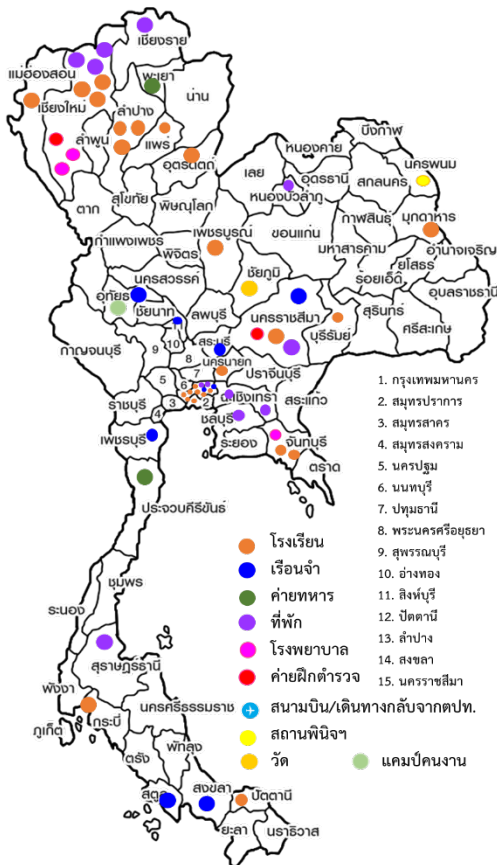 เชียงราย
แม่ฮ่องสอน
พะเยา
น่าน
เชียงใหม่
ลำปาง
ลำพูน
แพร่
อุตรดิตถ์
บึงกาฬ
หนองคาย
เลย
อุดรธานี
นครพนม
สกลนคร
หนองบัวลำภู
ตาก
สุโขทัย
พิษณุโลก
เพชรบูรณ์
ขอนแก่น
กาฬสินธุ์
มุกดาหาร
กำแพงเพชร
พิจิตร
มหาสารคาม
อำนาจเจริญ
ยโสธร
ร้อยเอ็ด
อุบลราชธานี
นครสวรรค์
ชัยภูมิ
อุทัยธ
ชัยนาท
ลพบุรี
นครราชสีมา
บุรีรัมย์
สุรินทร์
ศรีสะเกษ
กาญจนบุรี
สระบุรี
10
9
8
นครนายก
ปราจีนบุรี
7
5
6
ราชบุรี
3
2
4
ฉะเชิงเทรา
สระแก้ว
ชลบุรี
เพชรบุรี
ระยอง
จันทบุรี
ตราด
ประจวบคีรีขันธ์
ชุมพร
ระนอง
สุราษฎร์ธานี
พังงา
นครศรีธรรมราช
ภูเก็ต
กระบี่
ตรัง
พัทลุง
สตูล
สงขลา
ปัตตานี
ยะลา
นราธิวาส
1. กรุงเทพมหานคร
2. สมุทรปราการ
3. สมุทรสาคร
4. สมุทรสงคราม
5. นครปฐม
6. นนทบุรี
7. ปทุมธานี
8. พระนครศรีอยุธยา
9. สุพรรณบุรี
10. อ่างทอง
11. สิงห์บุรี
12. ปัตตานี
13. ลำปาง
14. สงขลา
15. นครราชสีมา
โรงเรียน
เรือนจำ
ค่ายทหาร
ที่พัก
โรงพยาบาล
ค่ายฝึกตำรวจ
สนามบิน/เดินทางกลับจากตปท.
สถานพินิจฯ
วัด
แคมป์คนงาน